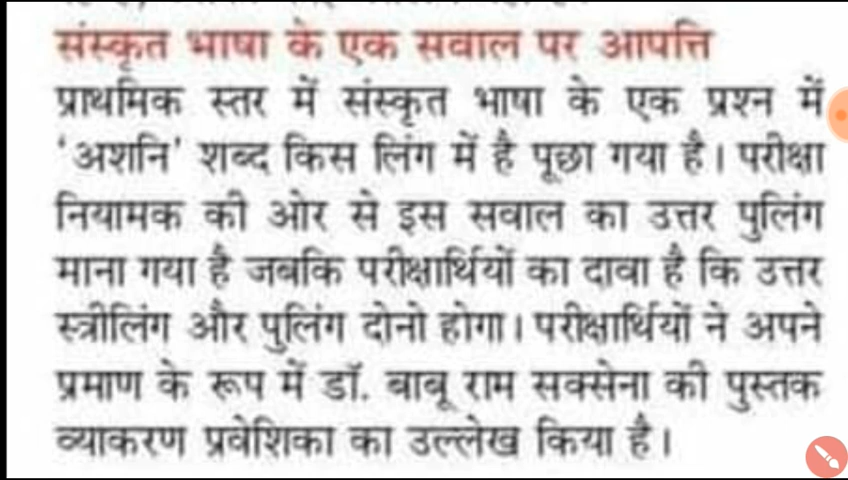 संस्कृत भाषा के एक सवाल पर आपत्ति
प्राथमिक स्तर में संस्कृत भाषा के एक प्रश्न में
'अशनि' शब्द किस लिंग में है पूछा गया है। परीक्षा
नियामक की ओर से इस सवाल का उत्तर पुलिंग
माना गया है जबकि परीक्षार्थियों का दावा है कि उत्तर
स्त्रीलिंग और पुलिंग दोनो होगा। परीक्षार्थियों ने अपने
प्रमाण के रूप में डॉ. बाबू राम सक्सेना की पुस्तक
व्याकरण प्रवेशिका का उल्लेख किया है।